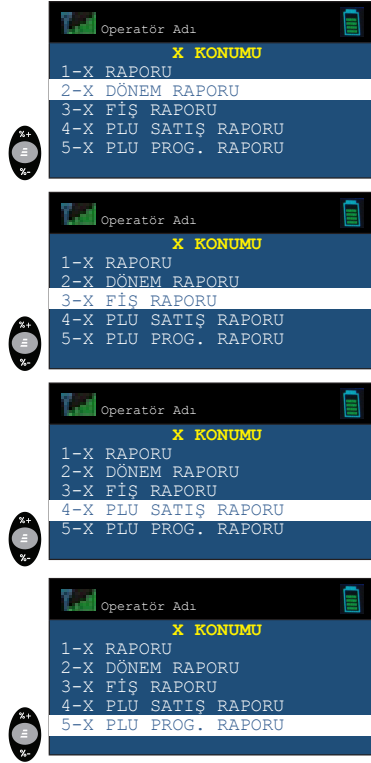 Operatör Adı
X KONUMU
1-X RAPORU
2-X DÖNEM RAPORU
3-X FİŞ RAPORU
4-X PLU SATIŞ RAPORU
5-X PLU PROG. RAPORU
%+
%-
Operatör Adı
X KONUMU
1-X RAPORU
2-X DÖNEM RAPORU
3-X FİŞ RAPORU
4-X PLU SATIŞ RAPORU
5-X PLU PROG. RAPORU
%+
%-
Operatör Adı
X KONUMU
1-X RAPORU
2-X DÖNEM RAPORU
3-X FİŞ RAPORU
4-X PLU SATIŞ RAPORU
5-X PLU PROG. RAPORU
%+
%-
Operatör Adı
X KONUMU
1-X RAPORU
2-X DÖNEM RAPORU
3-X FİŞ RAPORU
4-X PLU SATIŞ RAPORU
5-X PLU PROG. RAPORU
%+
%-